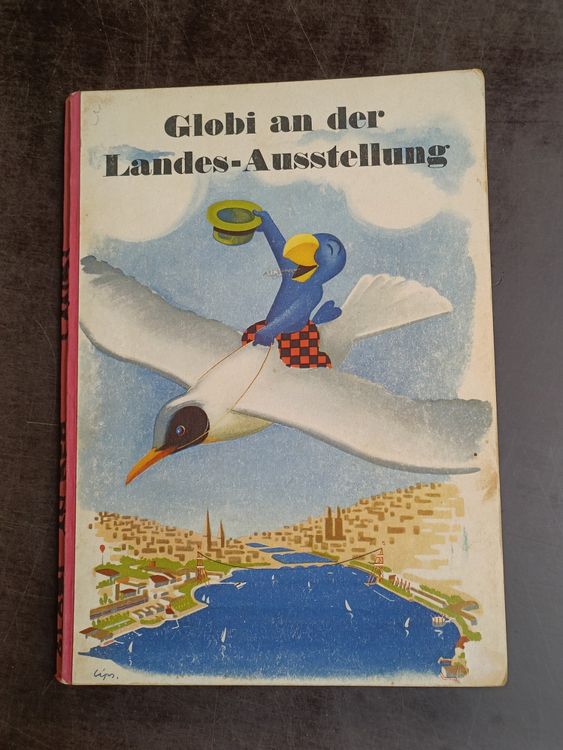 Globi an der
Landes-Ausstellung
Lips.